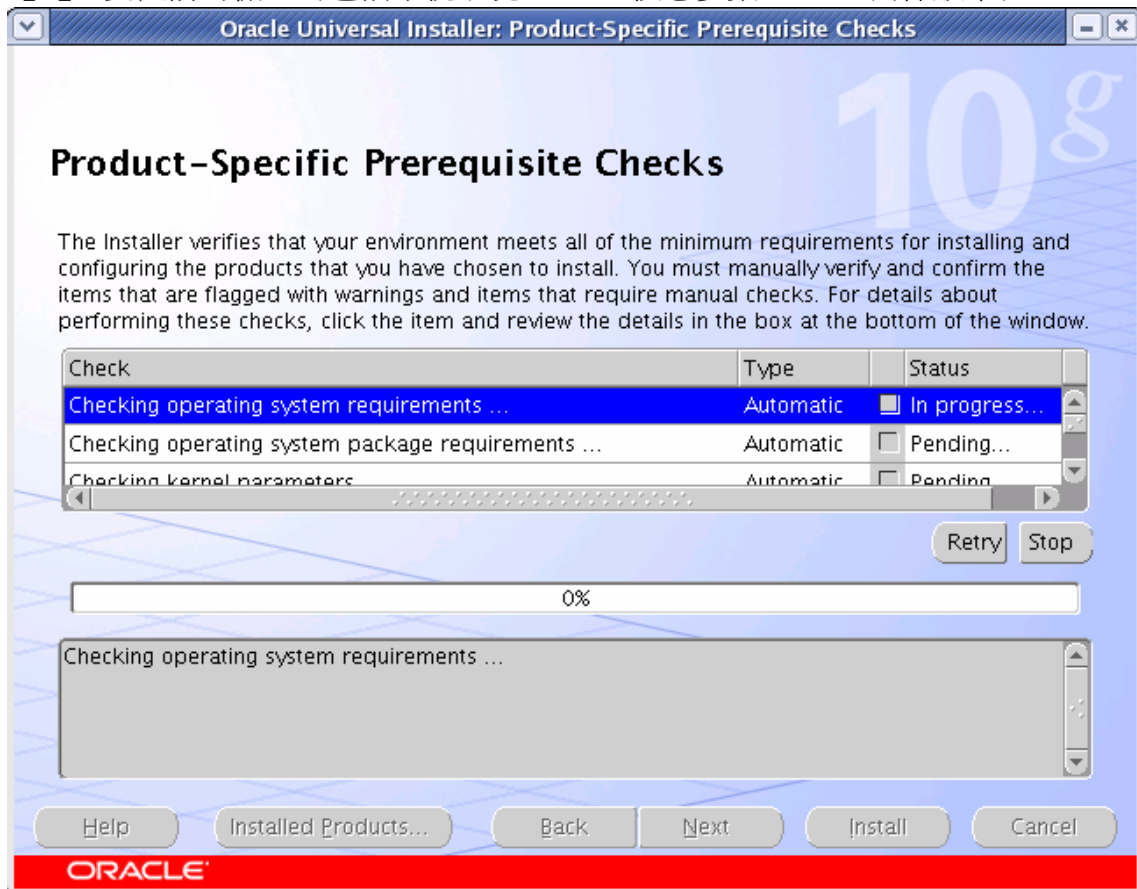 Oracle Universal Installer: Product-Specific Prerequisite Checks
10g
Product-Specific Prerequisite Checks
The Installer verifies that your environment meets all of the minimum requirements for installing and
configuring the products that you have chosen to install. You must manually verify and confirm the
items that are flagged with warnings and items that require manual checks. For details about
performing these checks, click the item and review the details in the box at the bottom of the window.
Check Type Status
Checking operating system requirements ... Automatic In progress...
Checking operating system package requirements ... Automatic Pending...
Checking kernel parameters Automatic Pending
Retry Stop
0%
Checking operating system requirements ...
Help Installed Products... Back Next Install Cancel
ORACLE